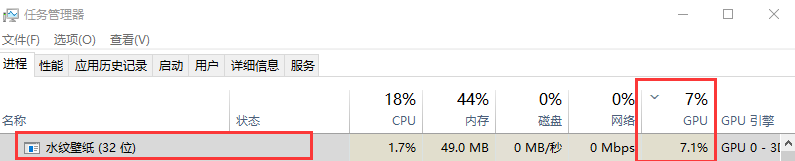 任务管理器
文件(F) 选项(O) 查看(V)
进程 性能 应用历史记录 启动 用户 详细信息 服务
18% 44% 0% 0% 7%
名称 状态 CPU 内存 磁盘 网络 GPU GPU 引擎
水纹壁纸 (32 位) 1.7% 49.0 MB 0 MB/秒 0 Mbps 7.1% GPU 0 - 3D